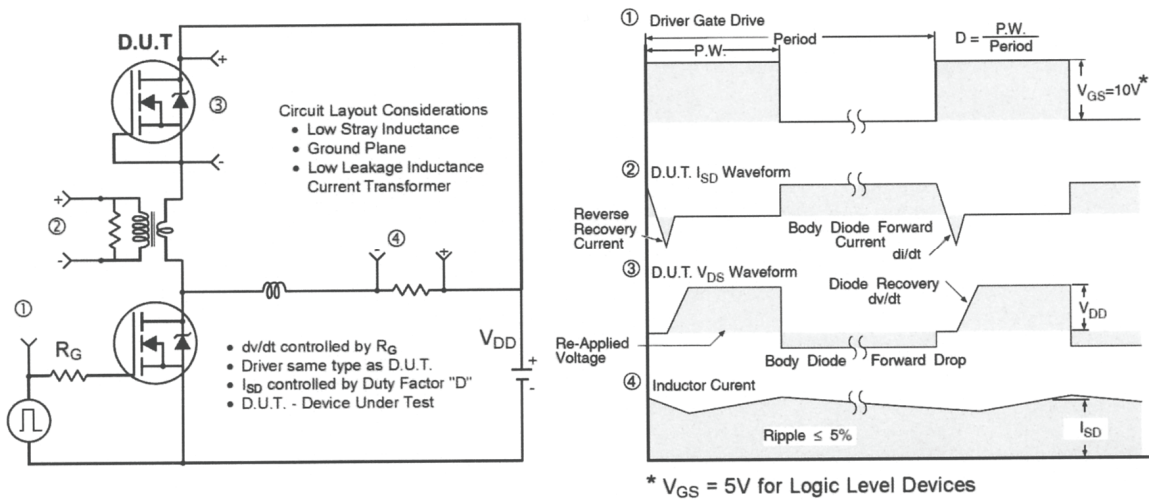 D.U.T
+
③
-
Circuit Layout Considerations
• Low Stray Inductance
• Ground Plane
• Low Leakage Inductance
Current Transformer
+
②
-
④
-
+
①
R_G
• dv/dt controlled by R_G
• Driver same type as D.U.T.
• I_SD controlled by Duty Factor "D"
• D.U.T. - Device Under Test
V_DD
+
-
① Driver Gate Drive
P.W.
Period
D = P.W. / Period
V_GS=10V *
② D.U.T. I_SD Waveform
Reverse
Recovery
Current
Body Diode Forward
Current
di/dt
③ D.U.T. V_DS Waveform
Diode Recovery
dv/dt
V_DD
Re-Applied
Voltage
Body Diode Forward Drop
④ Inductor Curent
Ripple ≤ 5%
I_SD
* V_GS = 5V for Logic Level Devices